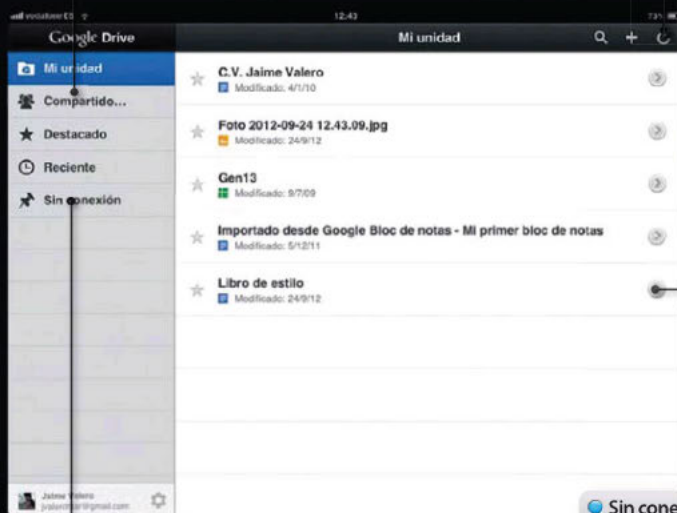 vodafone ES 12:43 73%
Google Drive
Mi unidad
Mi unidad
Compartido...
Destacado
Reciente
Sin conexión
C.V. Jaime Valero
Modificado: 4/1/10
Foto 2012-09-24 12.43.09.jpg
Modificado: 24/9/12
Gen13
Modificado: 9/7/09
Importado desde Google Bloc de notas - Mi primer bloc de notas
Modificado: 5/12/11
Libro de estilo
Modificado: 24/9/12
Jaime Valero
Sin cone